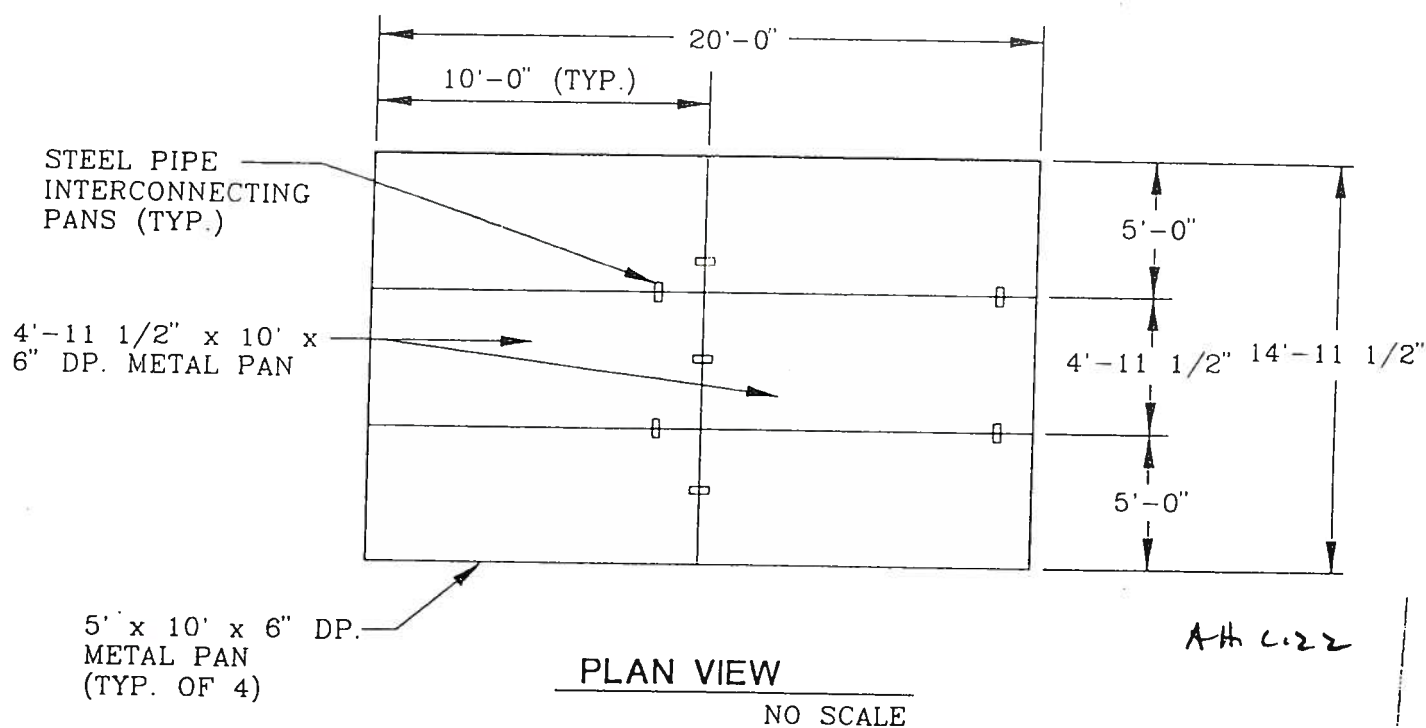 20'-0"
10'-0" (TYP.)
STEEL PIPE
INTERCONNECTING
PANS (TYP.)
5'-0"
4'-11 1/2" x 10' x
6" DP. METAL PAN
4'-11 1/2"
14'-11 1/2"
5'-0"
5' x 10' x 6" DP.
METAL PAN
(TYP. OF 4)
PLAN VIEW
NO SCALE